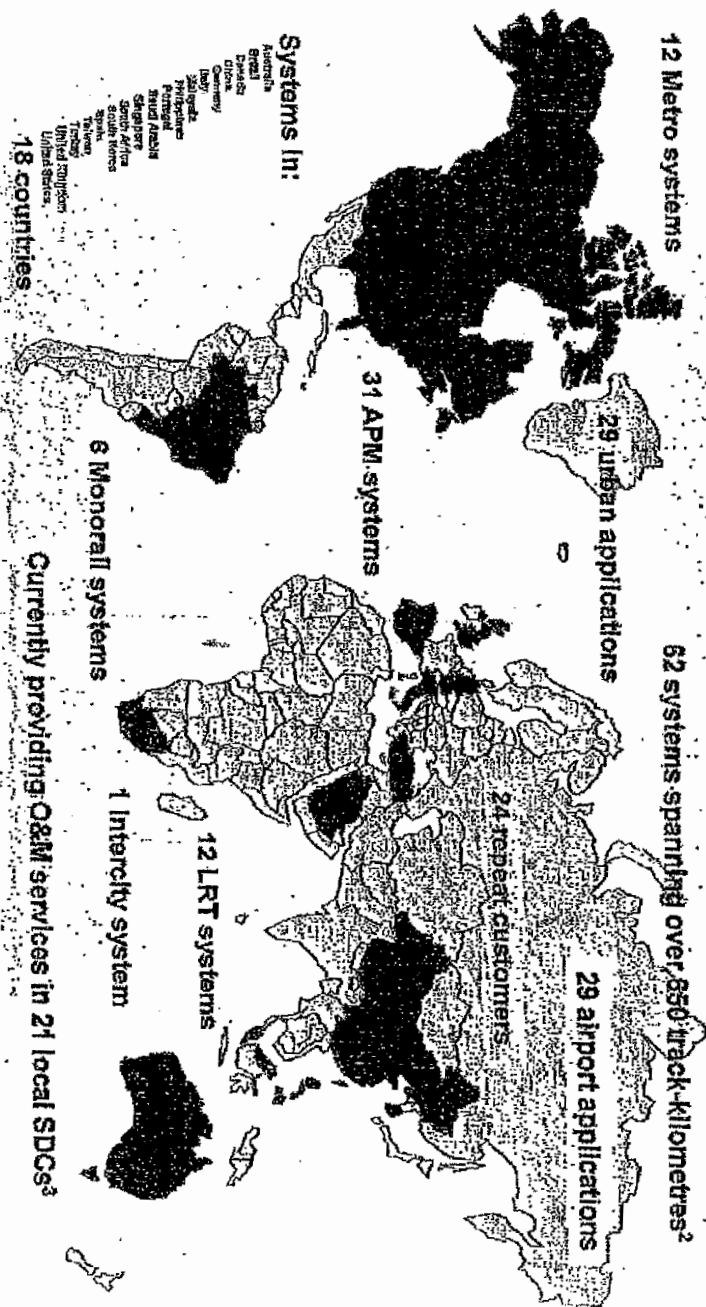 12 Metro systems
62 systems spanning over 850 track-kilometres²
29 urban applications
29 airport applications
31 APM systems
24 repeat customers
Systems in:
Australia
Brazil
Canada
China
Germany
Italy
Malaysia
Philippines
Portugal
Saudi Arabia
Singapore
South Africa
South Korea
Spain
Taiwan
Turkey
United Kingdom
United States
18 countries
6 Monorail systems
12 LRT systems
1 Intercity system
Currently providing O&M services in 21 local SDCs³